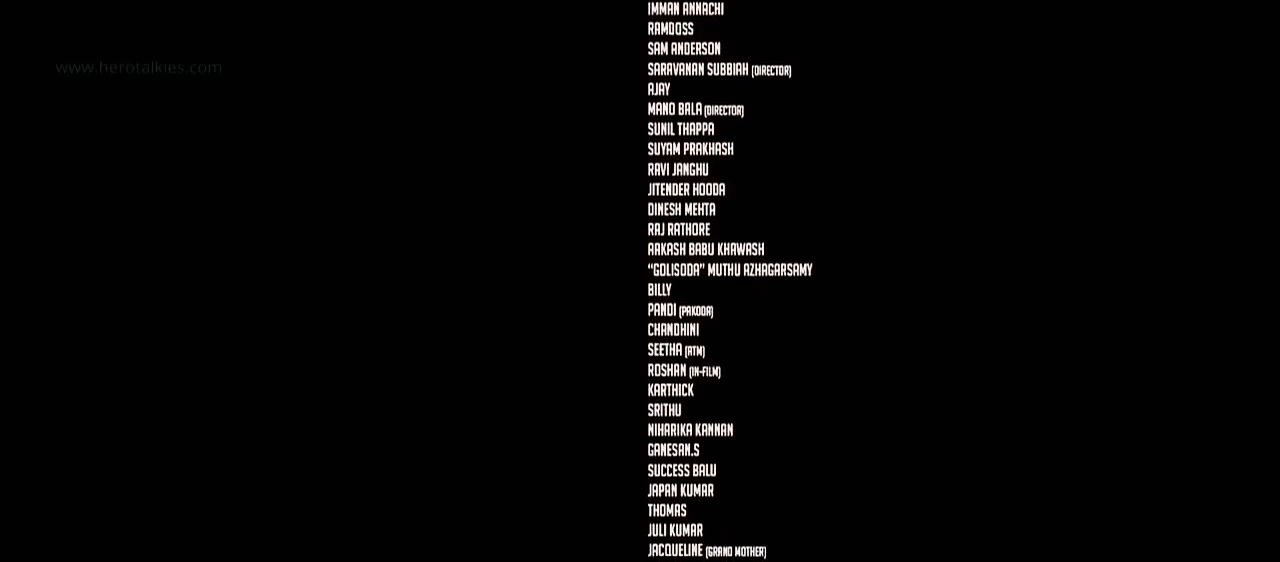 IMMAN ANNACHI
RAMDOSS
SAM ANDERSON
www.herotalkies.com
SARAVANAN SUBBIAH (DIRECTOR)
AJAY
MANO BALA (DIRECTOR)
SUNIL THAPPA
SUYAM PRAKHASH
RAVI JANGHU
JITENDER HOODA
DINESH MEHTA
RAJ RATHORE
AAKASH BABU KHAWASH
“GOLISODA” MUTHU AZHAGARSAMY
BILLY
PANDI (PAKODA)
CHANDHINI
SEETHA (ATM)
ROSHAN (IN-FILM)
KARTHICK
SRITHU
NIHARIKA KANNAN
GANESAN.S
SUCCESS BALU
JAPAN KUMAR
THOMAS
JULI KUMAR
JACQUELINE (GRAND MOTHER)